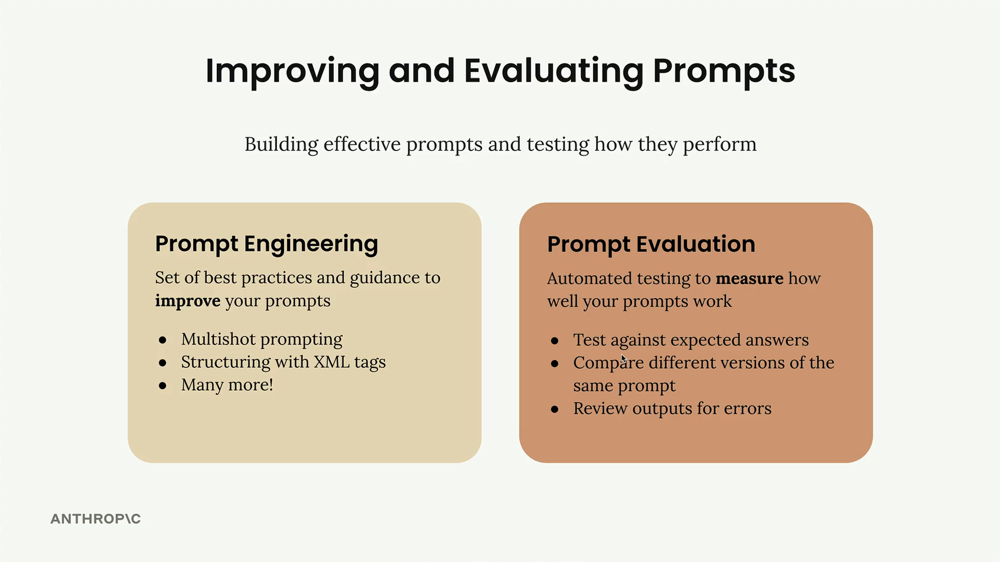 Improving and Evaluating Prompts
Building effective prompts and testing how they perform
Prompt Engineering
Set of best practices and guidance to
improve your prompts
● Multishot prompting
● Structuring with XML tags
● Many more!
Prompt Evaluation
Automated testing to measure how
well your prompts work
● Test against expected answers
● Compare different versions of the
same prompt
● Review outputs for errors
ANTHROP\C